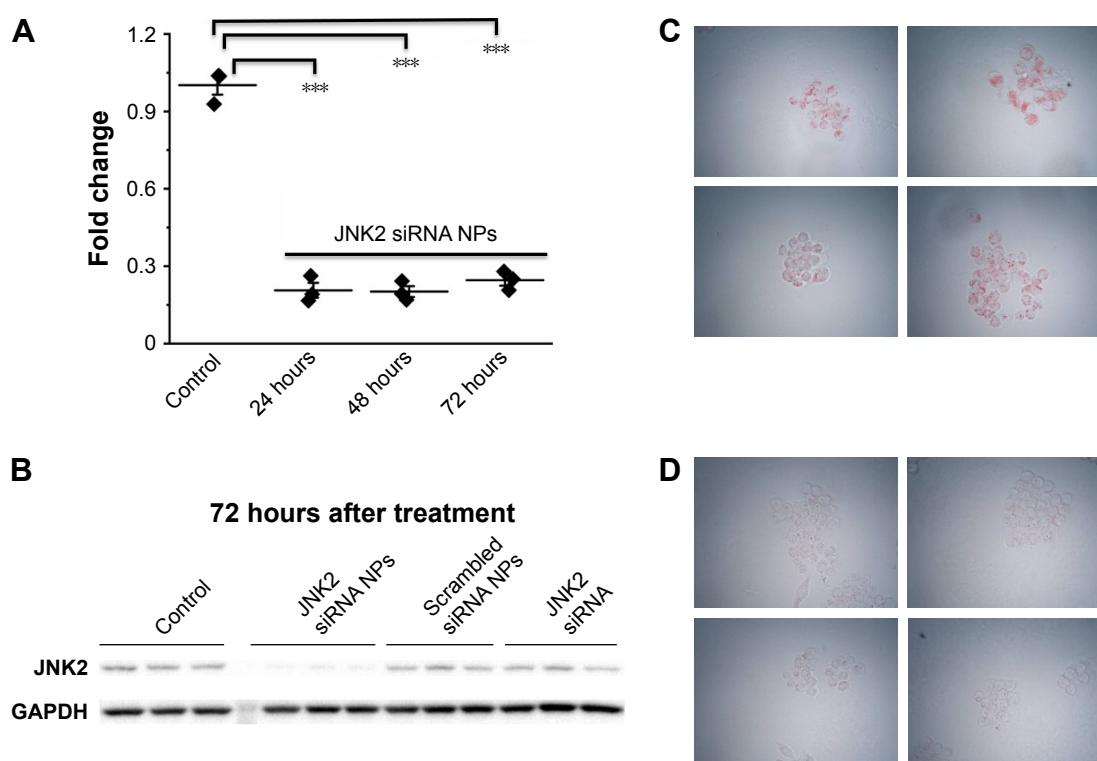 A
Fold change
1.2
0.9
0.6
0.3
0
***
***
***
JNK2 siRNA NPs
Control
24 hours
48 hours
72 hours
B
72 hours after treatment
Control
JNK2
siRNA NPs
Scrambled
siRNA NPs
JNK2
siRNA
JNK2
GAPDH
C
D